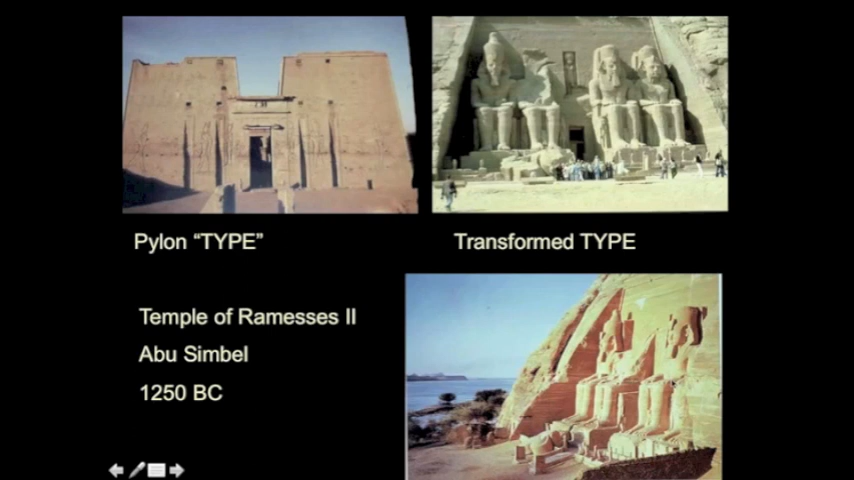 Pylon “TYPE”
Transformed TYPE
Temple of Ramesses II
Abu Simbel
1250 BC